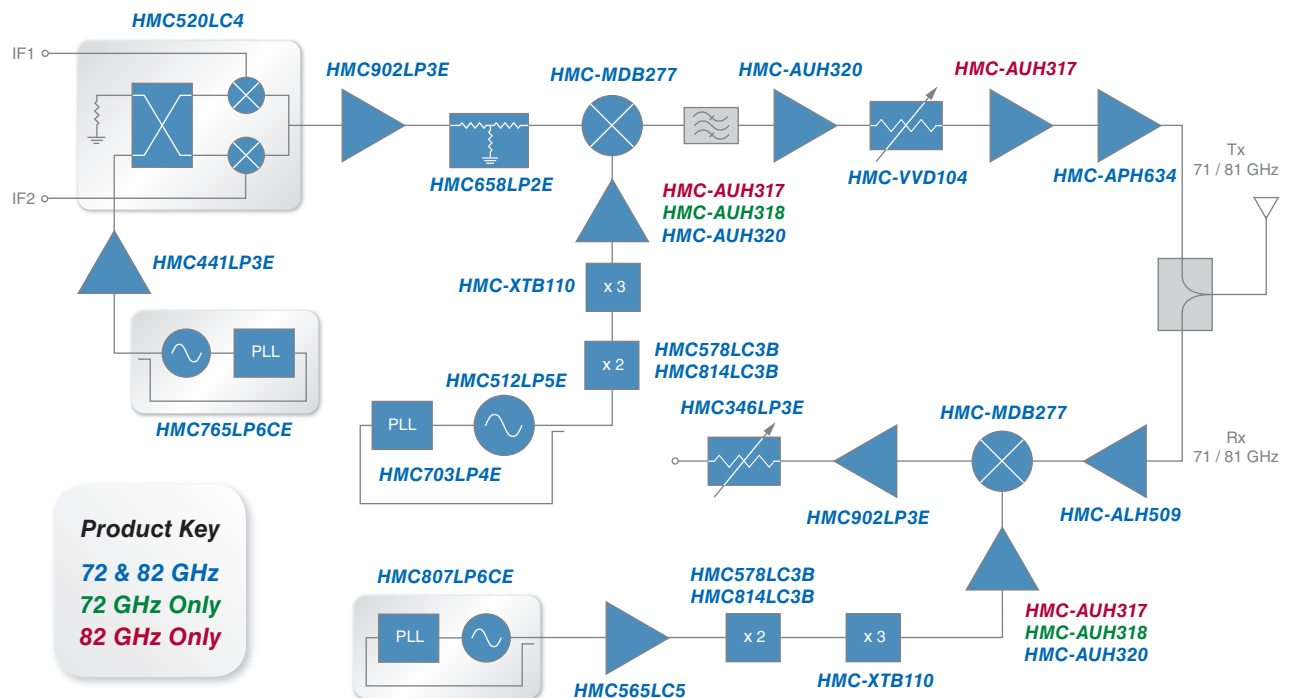 HMC520LC4
IF1
IF2
HMC902LP3E
HMC-MDB277
HMC-AUH320
HMC-AUH317
HMC658LP2E
HMC-VVD104
HMC-APH634
Tx
71 / 81 GHz
HMC-AUH317
HMC-AUH318
HMC-AUH320
HMC441LP3E
HMC-XTB110
x 3
PLL
HMC765LP6CE
x 2
HMC578LC3B
HMC814LC3B
HMC512LP5E
PLL
HMC703LP4E
HMC346LP3E
HMC-MDB277
Rx
71 / 81 GHz
HMC902LP3E
HMC-ALH509
Product Key
72 & 82 GHz
72 GHz Only
82 GHz Only
HMC807LP6CE
PLL
HMC565LC5
HMC578LC3B
HMC814LC3B
x 2
x 3
HMC-XTB110
HMC-AUH317
HMC-AUH318
HMC-AUH320